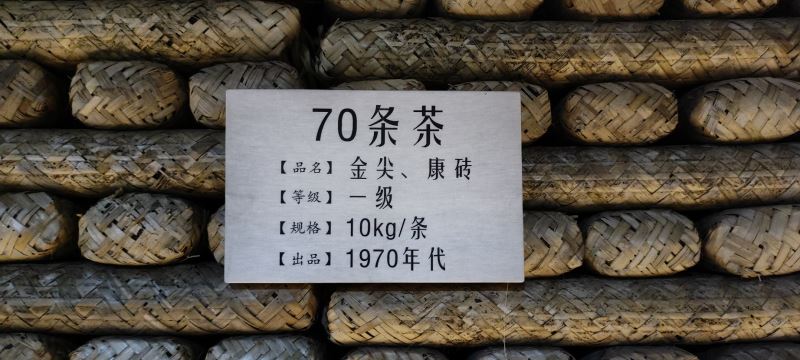 70条茶
【品名】金尖、康砖
【等级】一级
【规格】10kg/条
【出品】1970年代